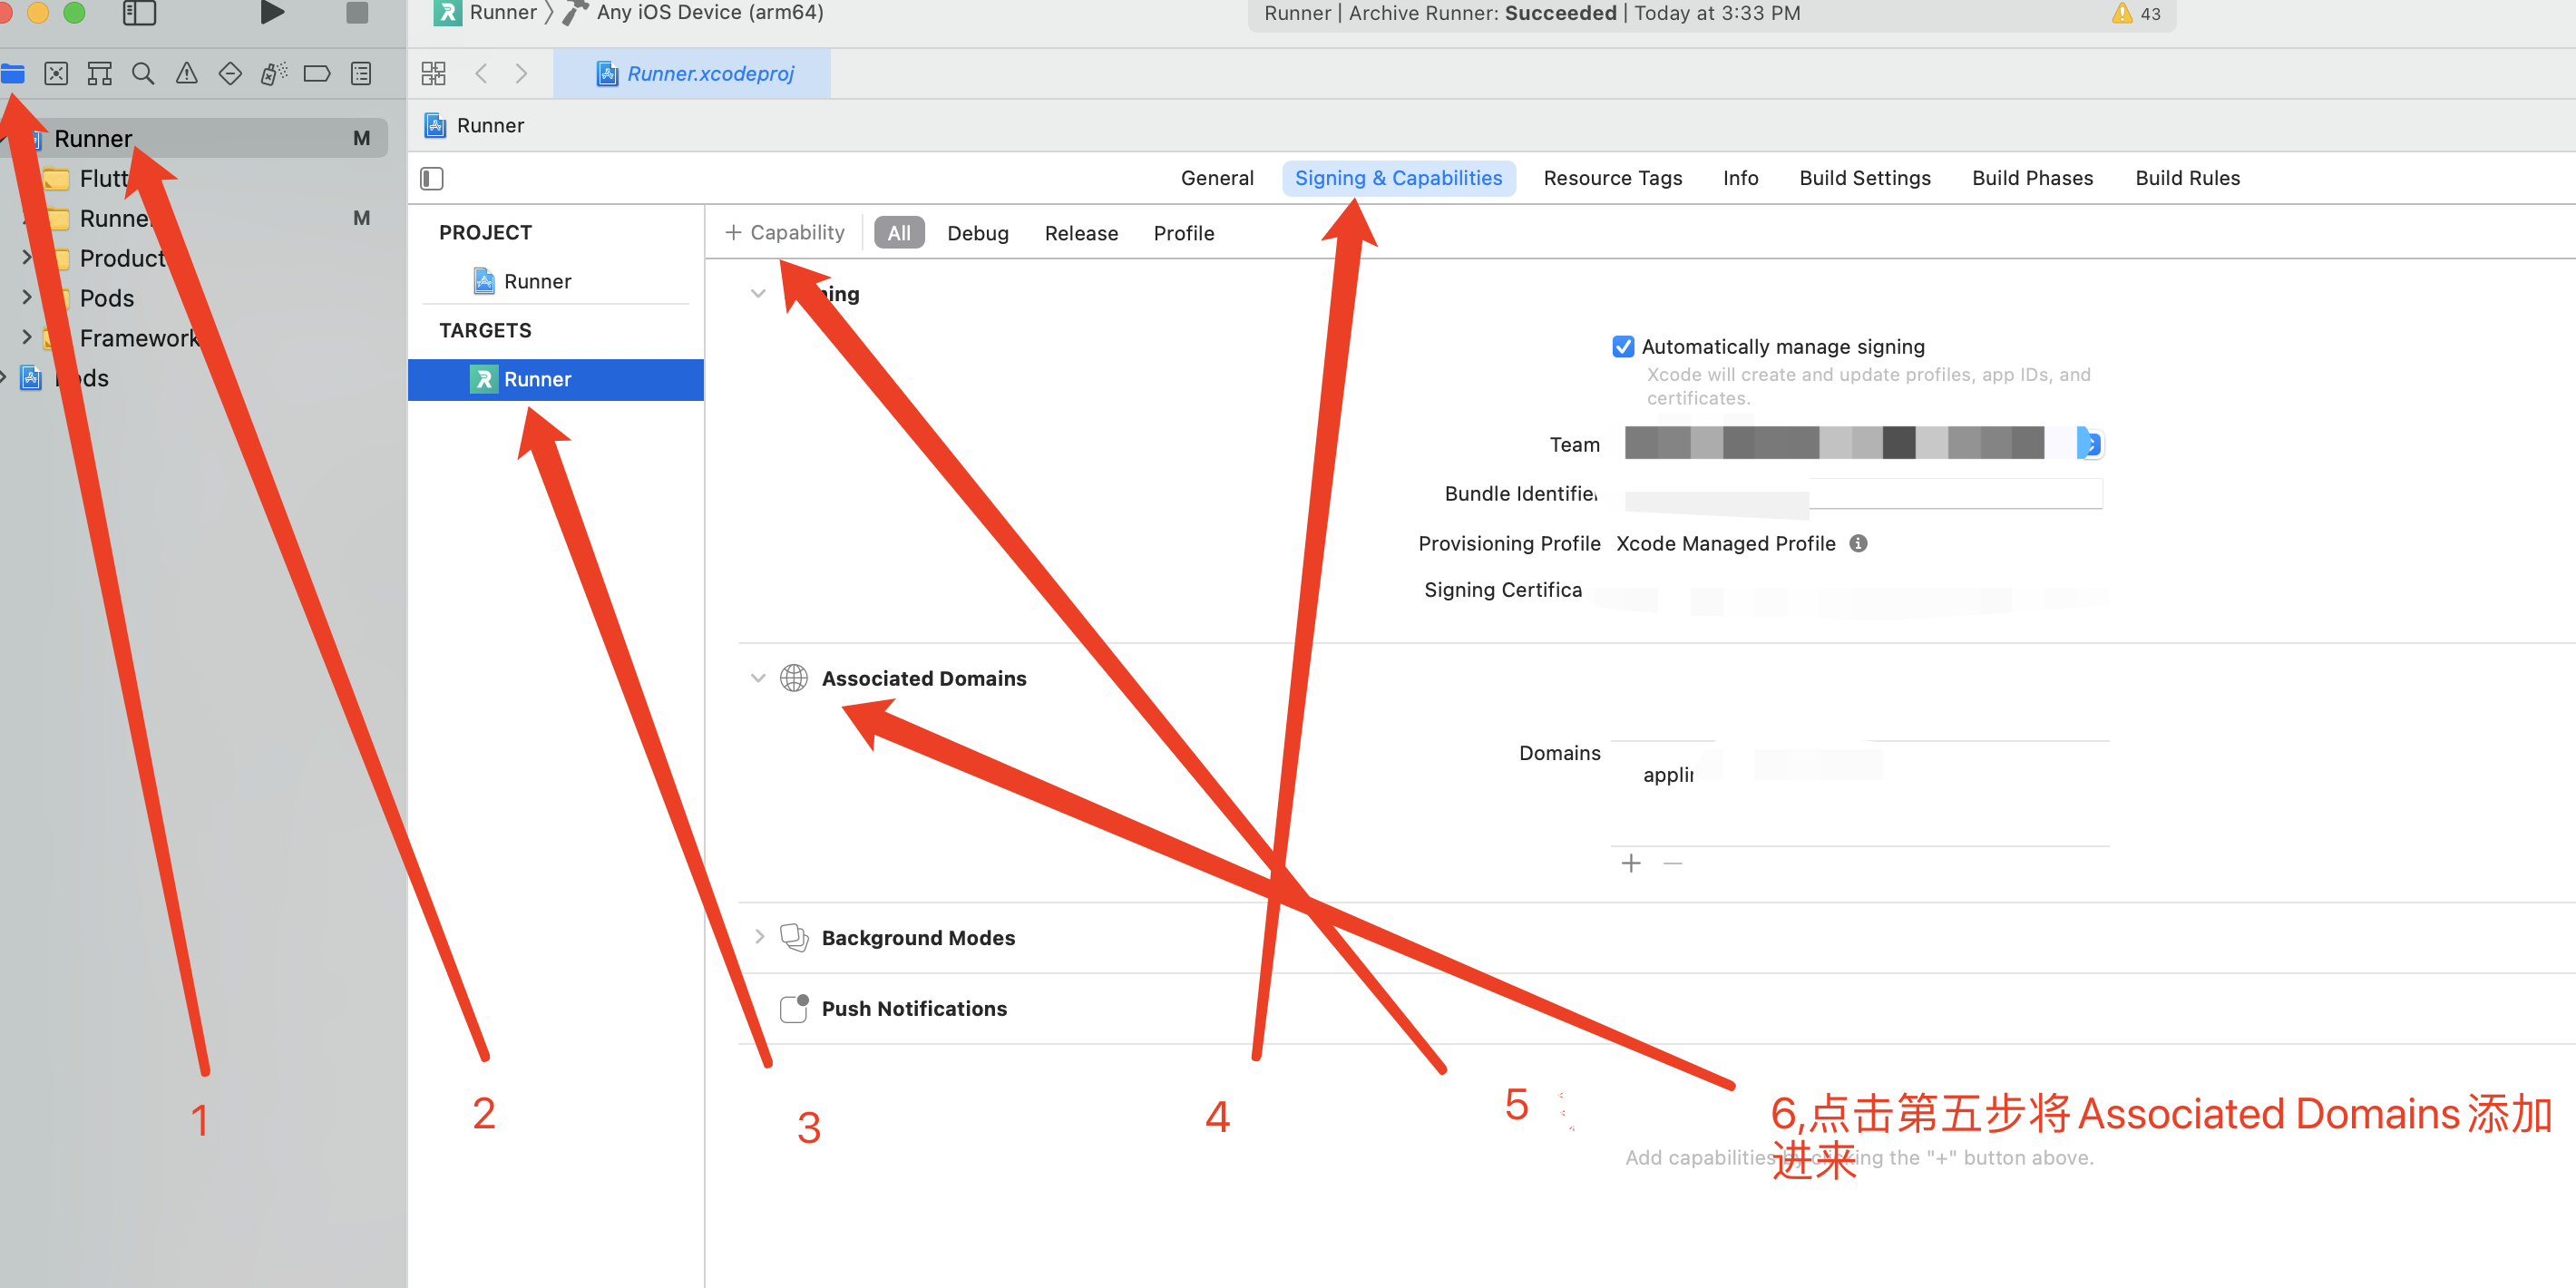 Runner 〉 Any iOS Device (arm64)
Runner | Archive Runner: Succeeded | Today at 3:33 PM
43
Runner.xcodeproj
Runner M
Runner
Flutt
Runne M
Product
Pods
Framework
ods
General
Signing & Capabilities
Resource Tags
Info
Build Settings
Build Phases
Build Rules
PROJECT
Runner
TARGETS
Runner
+ Capability
All
Debug
Release
Profile
ning
Automatically manage signing
Xcode will create and update profiles, app IDs, and
certificates.
Team
Bundle Identifier
Provisioning Profile Xcode Managed Profile
Signing Certifica
Associated Domains
Domains
applin
Background Modes
Push Notifications
1
2
3
4
5
6,点击第五步将Associated Domains添加
进来
Add capabilities by clicking the "+" button above.